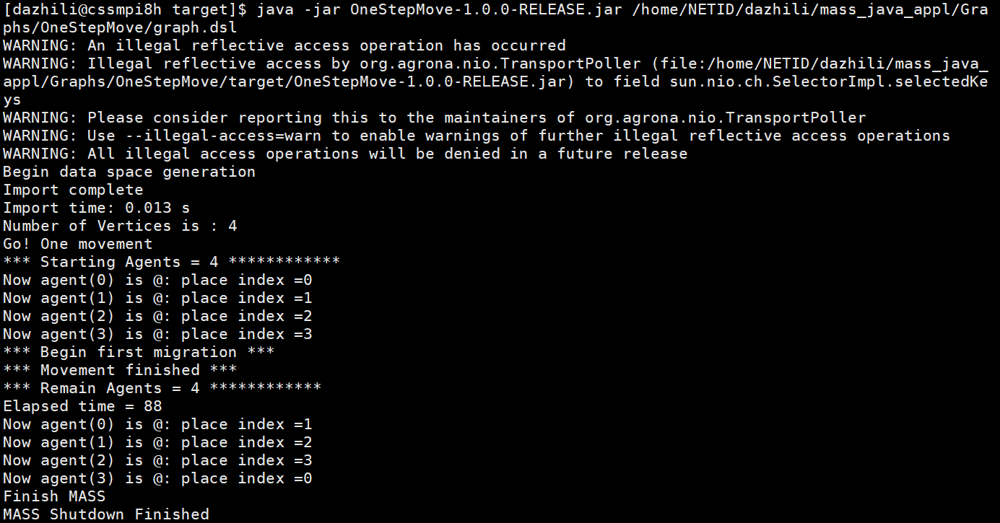 [dazhili@cssmpi8h target]$ java -jar OneStepMove-1.0.0-RELEASE.jar /home/NETID/dazhili/mass_java_appl/Gra
phs/OneStepMove/graph.dsl
WARNING: An illegal reflective access operation has occurred
WARNING: Illegal reflective access by org.agrona.nio.TransportPoller (file:/home/NETID/dazhili/mass_java_
appl/Graphs/OneStepMove/target/OneStepMove-1.0.0-RELEASE.jar) to field sun.nio.ch.SelectorImpl.selectedKe
ys
WARNING: Please consider reporting this to the maintainers of org.agrona.nio.TransportPoller
WARNING: Use --illegal-access=warn to enable warnings of further illegal reflective access operations
WARNING: All illegal access operations will be denied in a future release
Begin data space generation
Import complete
Import time: 0.013 s
Number of Vertices is : 4
Go! One movement
*** Starting Agents = 4 ************
Now agent(0) is @: place index =0
Now agent(1) is @: place index =1
Now agent(2) is @: place index =2
Now agent(3) is @: place index =3
*** Begin first migration ***
*** Movement finished ***
*** Remain Agents = 4 ************
Elapsed time = 88
Now agent(0) is @: place index =1
Now agent(1) is @: place index =2
Now agent(2) is @: place index =3
Now agent(3) is @: place index =0
Finish MASS
MASS Shutdown Finished